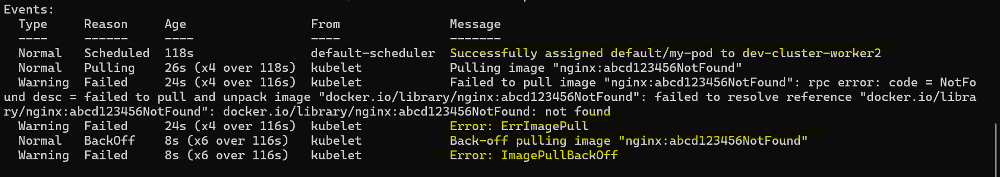 Events:
Type Reason Age From Message
---- ------ ---- ---- -------
Normal Scheduled 118s default-scheduler Successfully assigned default/my-pod to dev-cluster-worker2
Normal Pulling 26s (x4 over 118s) kubelet Pulling image "nginx:abcd123456NotFound"
Warning Failed 24s (x4 over 116s) kubelet Failed to pull image "nginx:abcd123456NotFound": rpc error: code = NotFo
und desc = failed to pull and unpack image "docker.io/library/nginx:abcd123456NotFound": failed to resolve reference "docker.io/libra
ry/nginx:abcd123456NotFound": docker.io/library/nginx:abcd123456NotFound: not found
Warning Failed 24s (x4 over 116s) kubelet Error: ErrImagePull
Normal BackOff 8s (x6 over 116s) kubelet Back-off pulling image "nginx:abcd123456NotFound"
Warning Failed 8s (x6 over 116s) kubelet Error: ImagePullBackOff